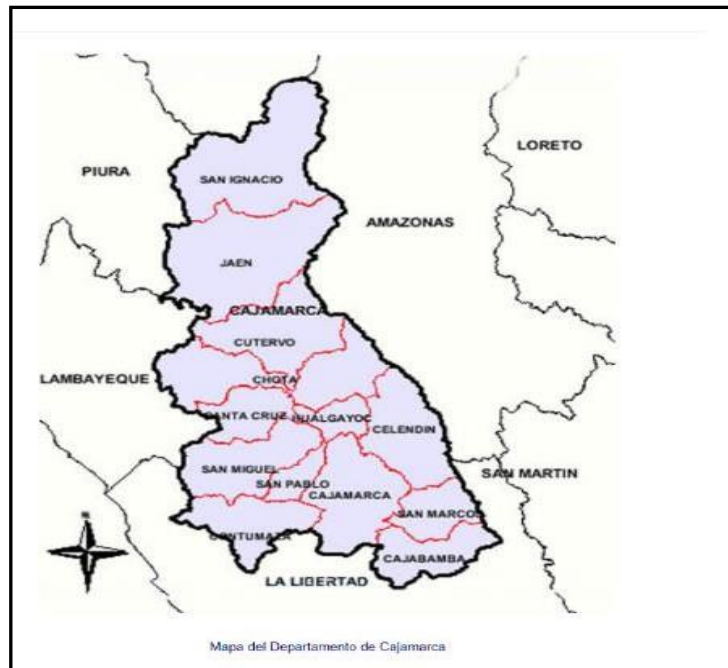 LORETO
PIURA
SAN IGNACIO
AMAZONAS
JAEN
CAJAMARCA
CUTERVO
LAMBAYEQUE
CHOTA
SANTA CRUZ
HUALGAYOC
CELENDIN
SAN MIGUEL
SAN MARTIN
SAN PABLO
CAJAMARCA
SAN MARCOS
N
CONTUMAZA
CAJABAMBA
LA LIBERTAD
Mapa del Departamento de Cajamarca